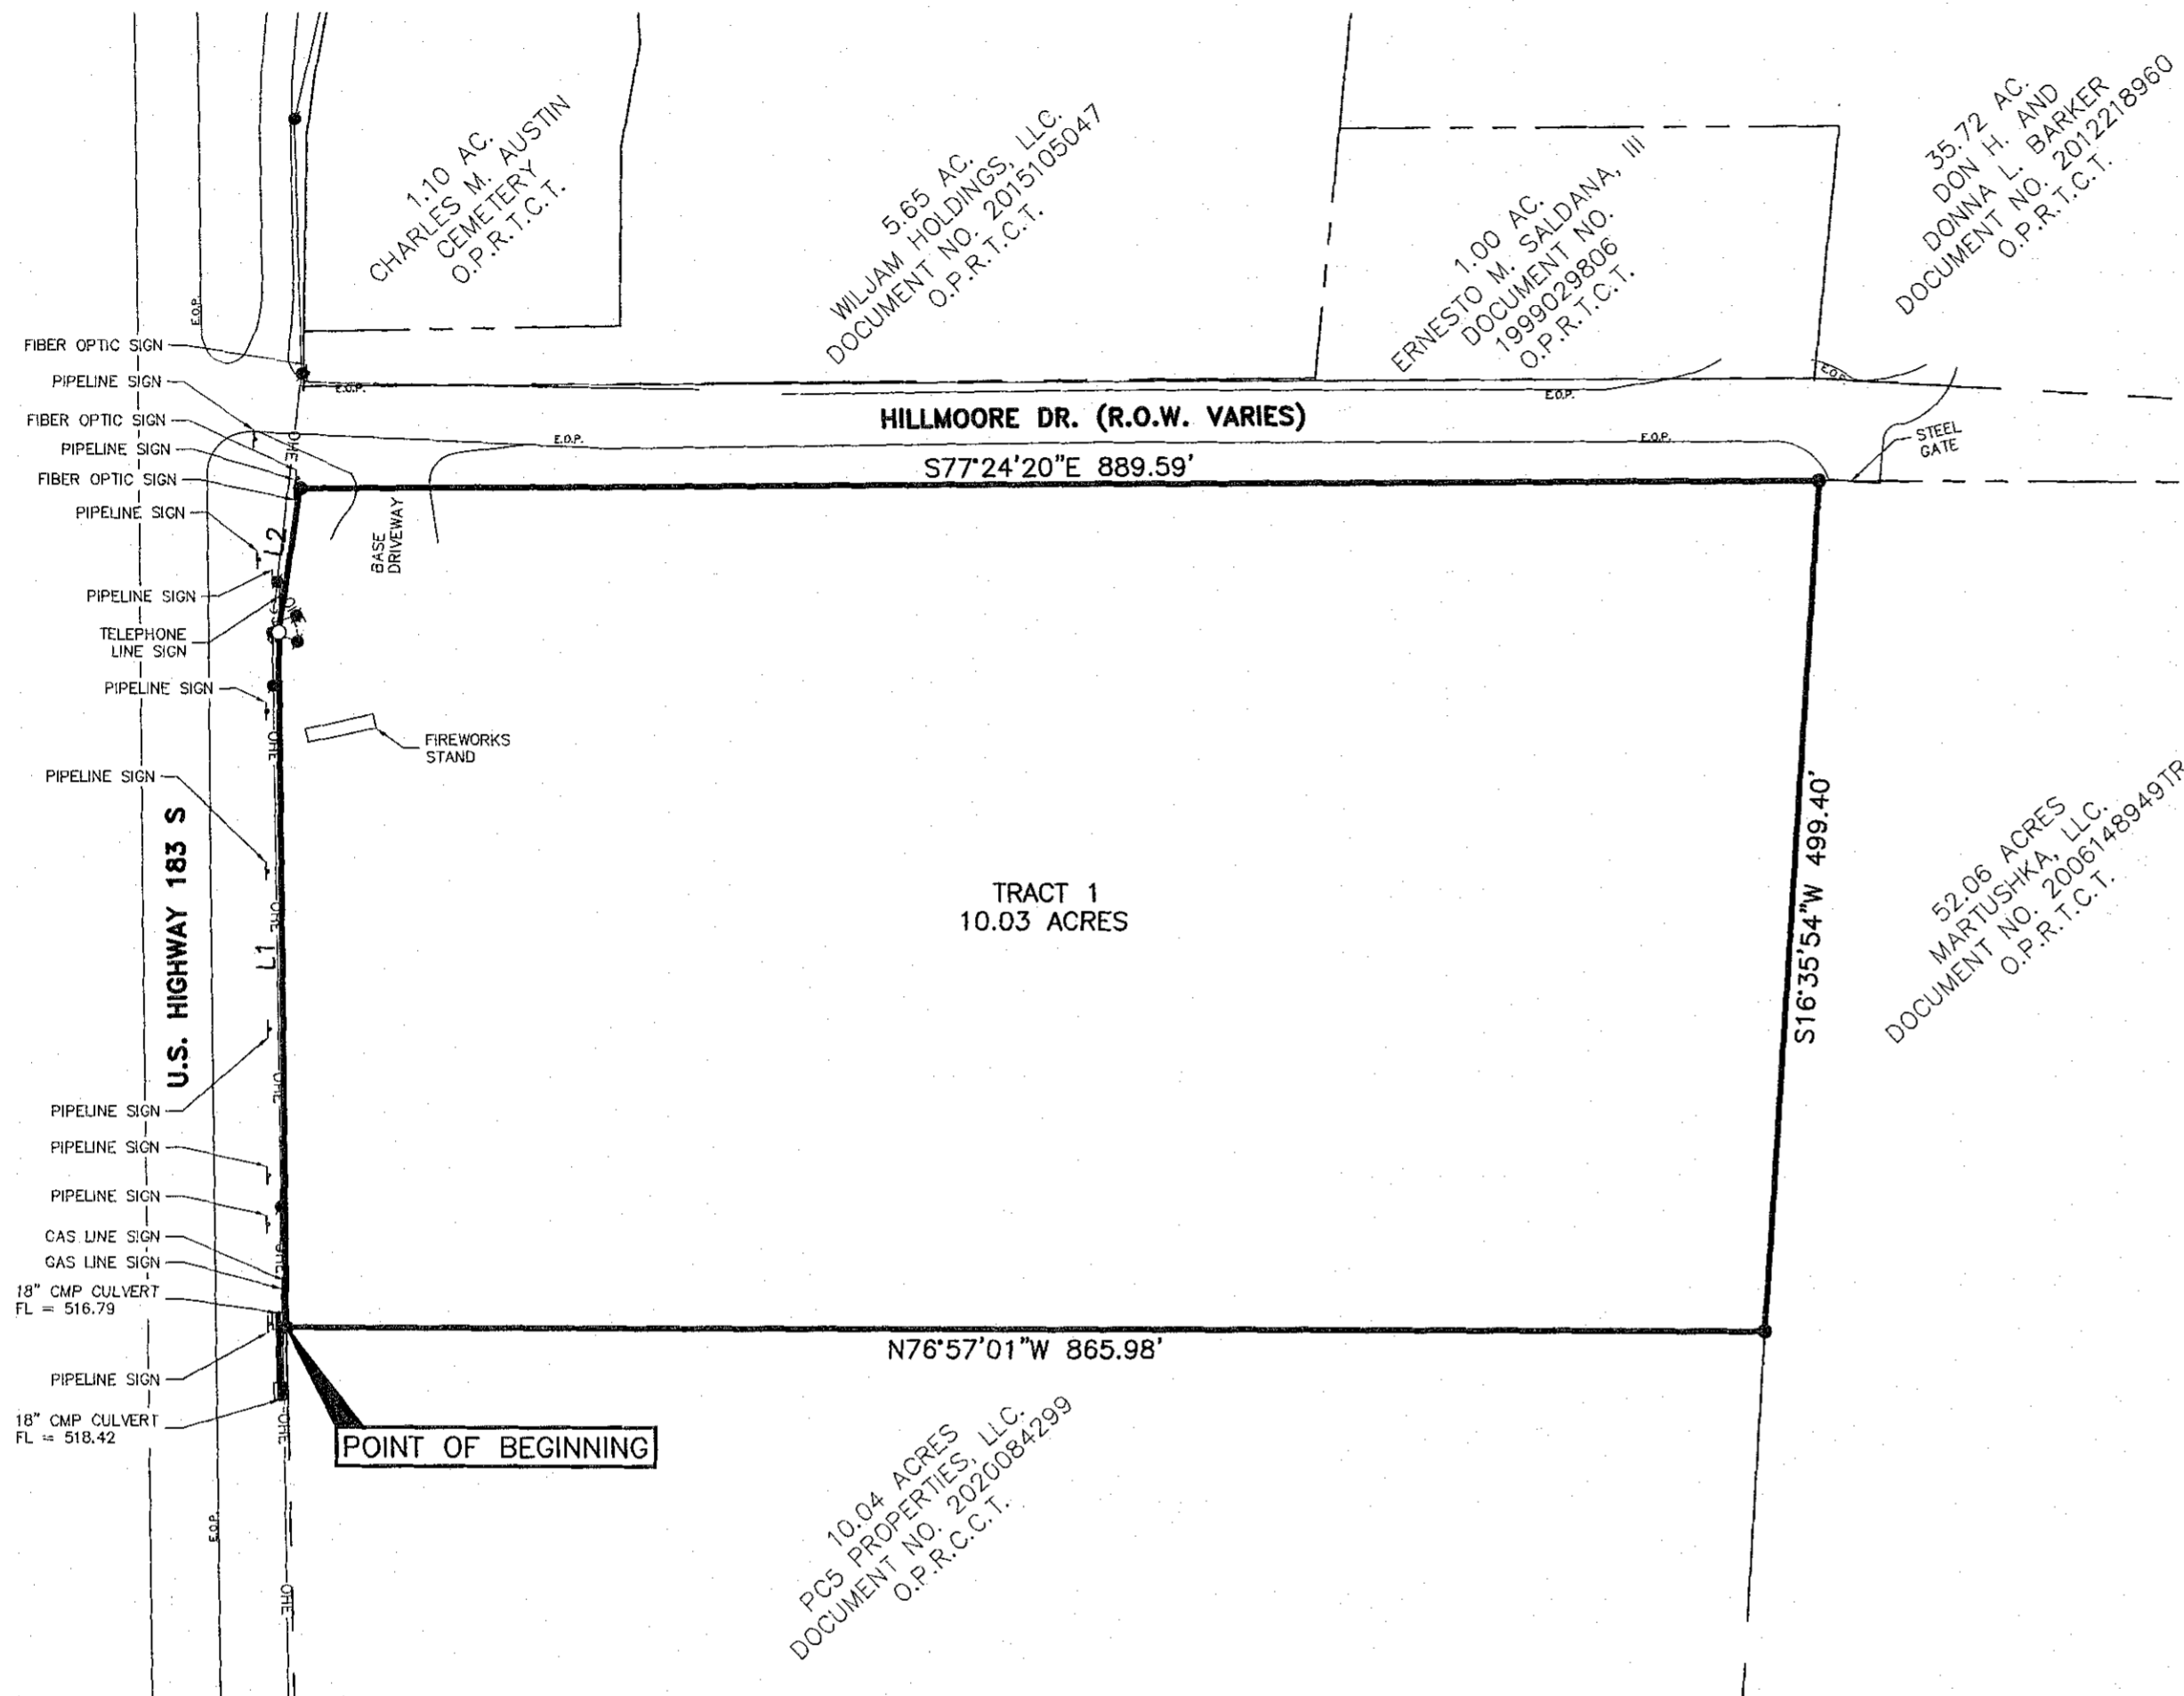 1.10 AC.
CHARLES M. AUSTIN
CEMETERY
O.P.R.T.C.T.
5.65 AC.
WILJAM HOLDINGS, LLC.
DOCUMENT NO. 2015105047
O.P.R.T.C.T.
1.00 AC.
ERNESTO M. SALDANA, III
DOCUMENT NO.
1999029806
O.P.R.T.C.T.
35.72 AC.
DON H. AND
DONNA L. BARKER
DOCUMENT NO. 2012218960
O.P.R.T.C.T.
E.O.P.
FIBER OPTIC SIGN
PIPELINE SIGN
FIBER OPTIC SIGN
PIPELINE SIGN
FIBER OPTIC SIGN
PIPELINE SIGN
PIPELINE SIGN
TELEPHONE
LINE SIGN
PIPELINE SIGN
PIPELINE SIGN
PIPELINE SIGN
PIPELINE SIGN
PIPELINE SIGN
GAS LINE SIGN
GAS LINE SIGN
18" CMP CULVERT
FL = 516.79
PIPELINE SIGN
18" CMP CULVERT
FL = 518.42
E.O.P.
E.O.P.
E.O.P.
HILLMOORE DR. (R.O.W. VARIES)
E.O.P.
E.O.P.
STEEL
GATE
S77°24'20"E 889.59'
OHE
L2
BASE
DRIVEWAY
OHE
FIREWORKS
STAND
U.S. HIGHWAY 183 S
OHE
L1
OHE
OHE
TRACT 1
10.03 ACRES
S16°35'54"W 499.40'
52.06 ACRES
MARTUSHKA, LLC.
DOCUMENT NO. 2006148949TR
O.P.R.T.C.T.
N76°57'01"W 865.98'
POINT OF BEGINNING
OHE
10.04 ACRES
PC5 PROPERTIES, LLC.
DOCUMENT NO. 2020084299
O.P.R.C.C.T.
E.O.P.
OHE